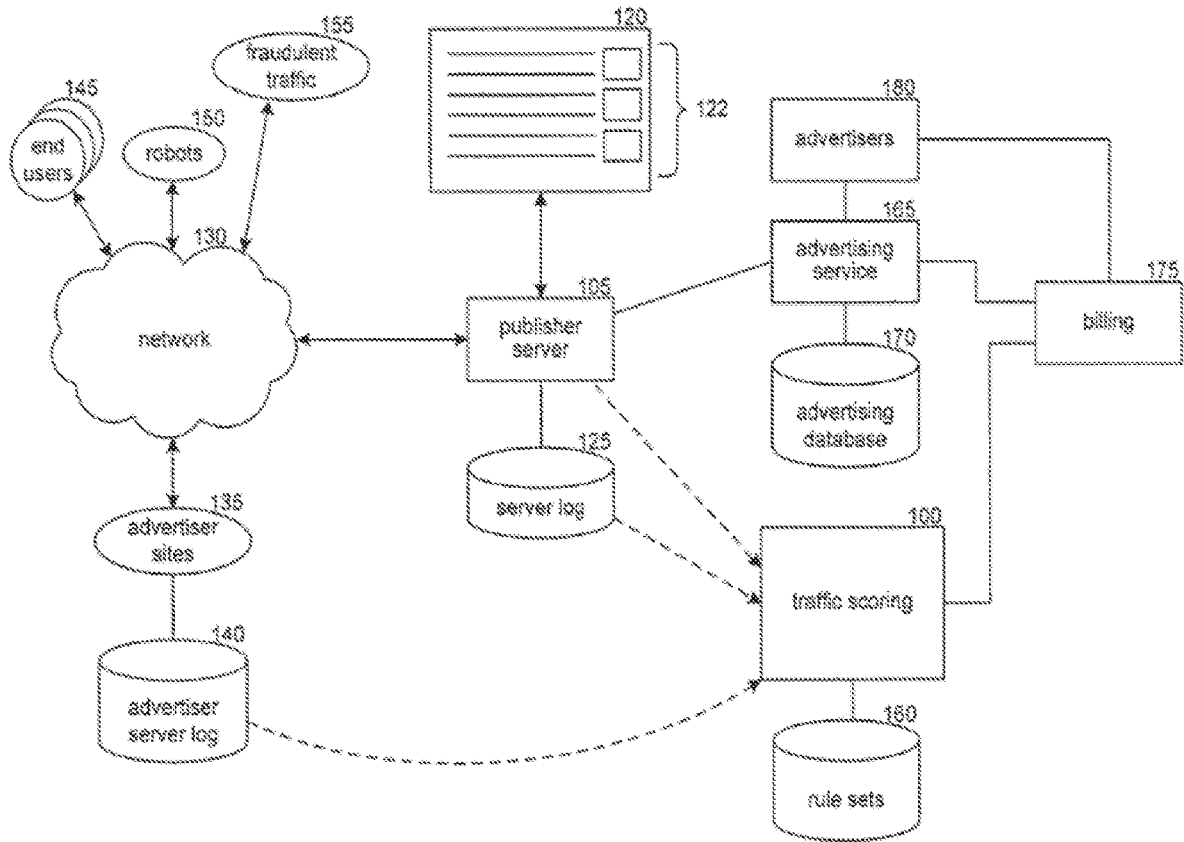 155
fraudulent
traffic
120
145
end
users
150
robots
122
180
advertisers
130
network
165
advertising
service
105
publisher
server
175
billing
170
advertising
database
125
server log
135
advertiser
sites
100
traffic scoring
140
advertiser
server log
160
rule sets